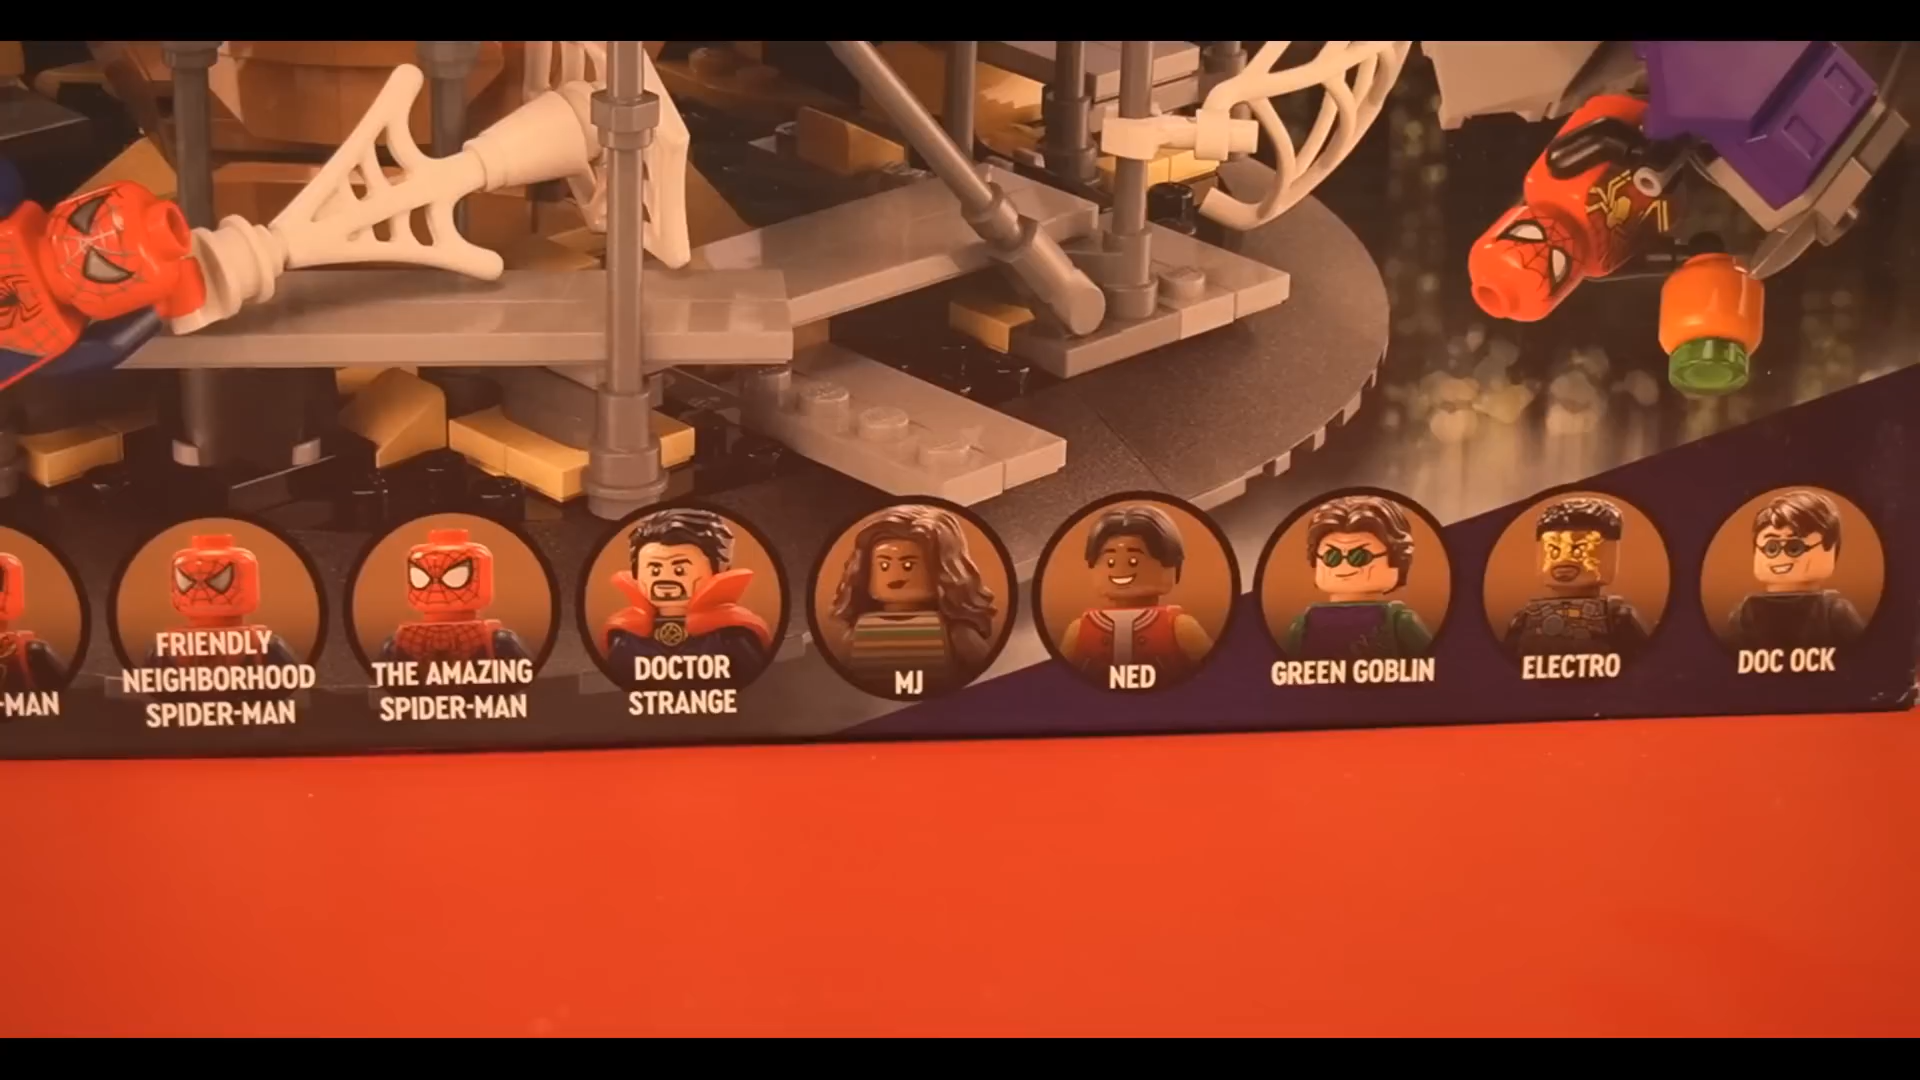 -MAN
FRIENDLY
NEIGHBORHOOD
SPIDER-MAN
THE AMAZING
SPIDER-MAN
DOCTOR
STRANGE
MJ
NED
GREEN GOBLIN
ELECTRO
DOC OCK